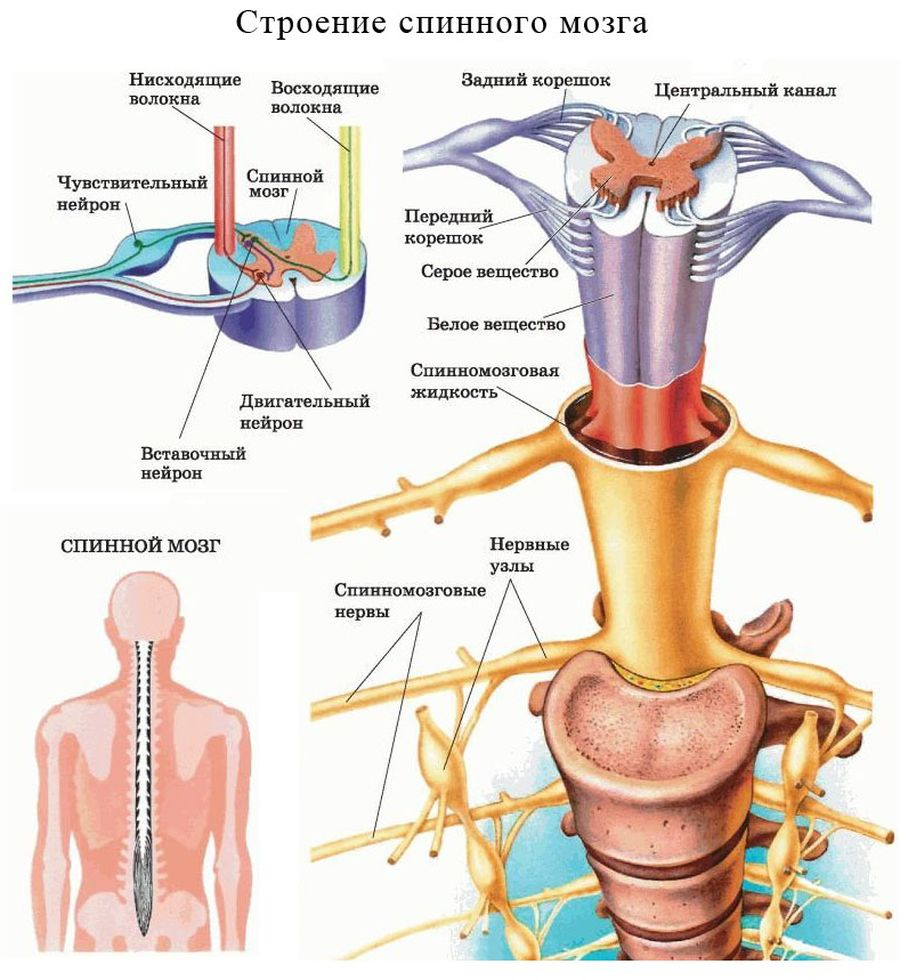 Строение спинного мозга
Нисходящие
волокна
Восходящие
волокна
Чувствительный
нейрон
Спинной
мозг
Двигательный
нейрон
Вставочный
нейрон
Задний корешок
Центральный канал
Передний
корешок
Серое вещество
Белое вещество
Спинномозговая
жидкость
СПИННОЙ МОЗГ
Нервные
узлы
Спинномозговые
нервы